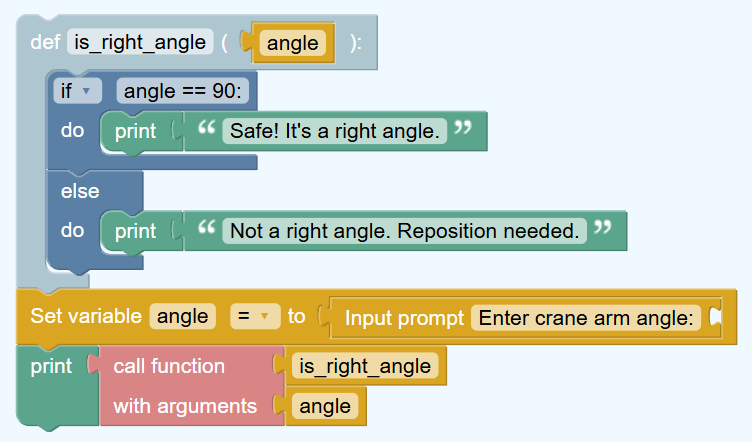 def is_right_angle ( angle ):
if ▾ angle == 90:
do print “ Safe! It's a right angle. ”
else
do print “ Not a right angle. Reposition needed. ”
Set variable angle = ▾ to Input prompt Enter crane arm angle:
print call function is_right_angle
with arguments angle